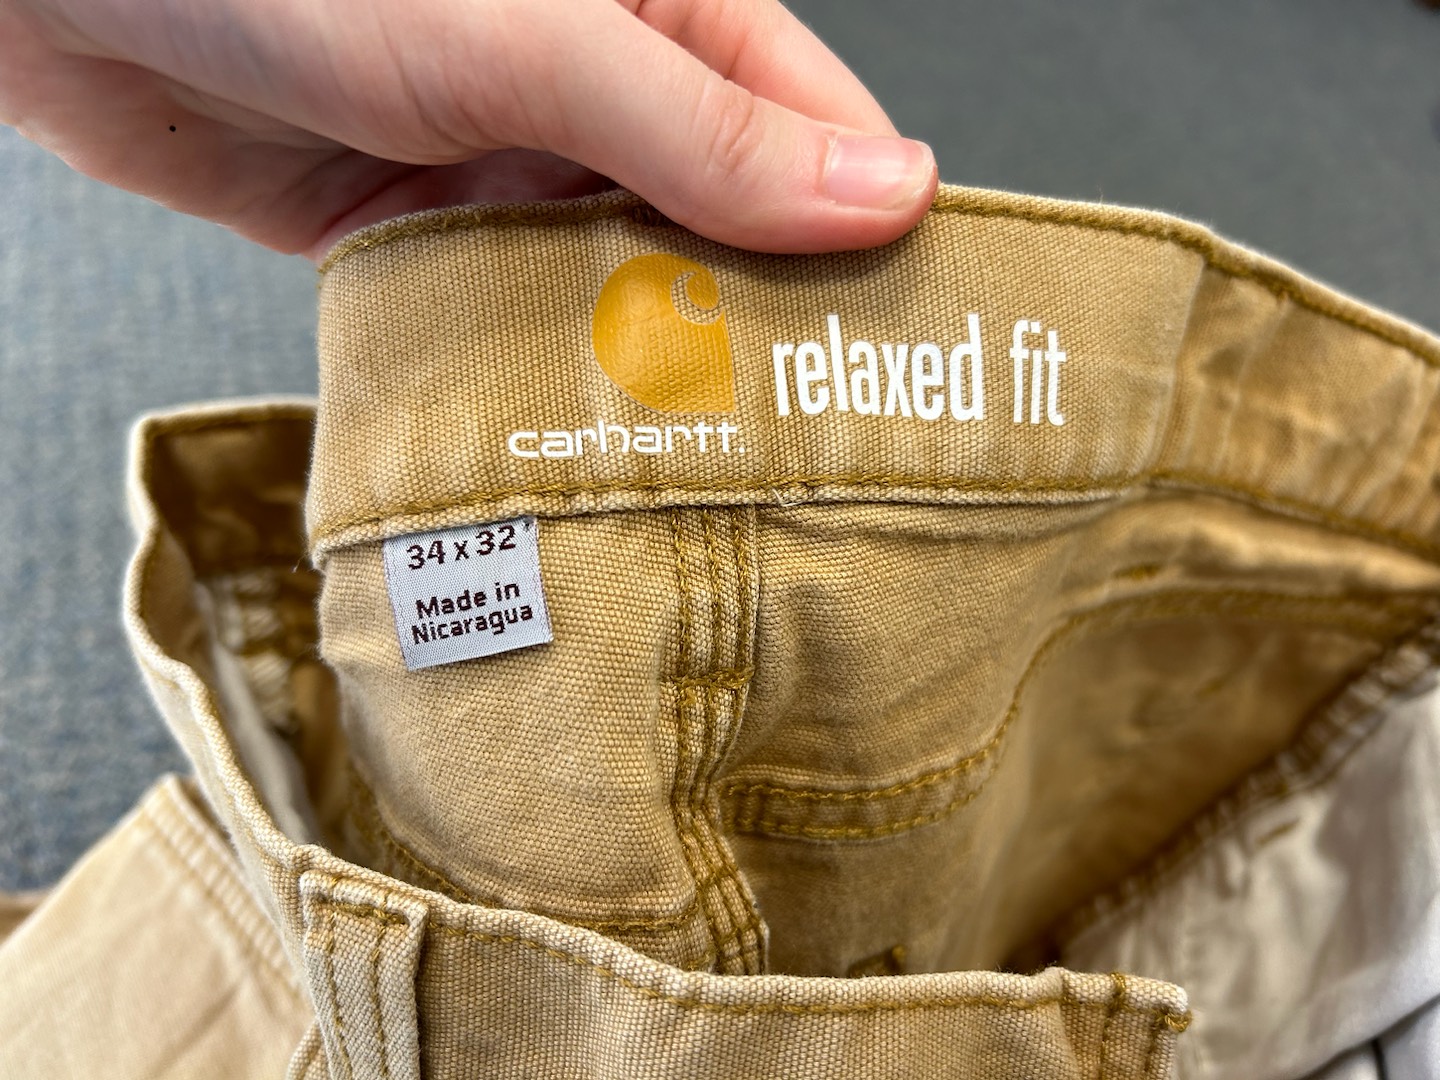 carhartt.
relaxed fit
34 x 32
Made in
Nicaragua